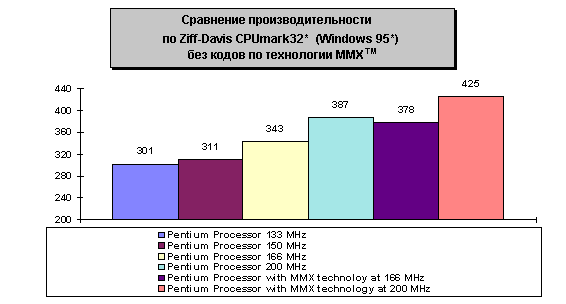 Сравнение производительности
по Ziff-Davis CPUmark32* (Windows 95*)
без кодов по технологии MMX™
440
400
360
320
280
240
200
301
311
343
387
378
425
Pentium Processor 133 MHz
Pentium Processor 150 MHz
Pentium Processor 166 MHz
Pentium Processor 200 MHz
Pentium Processor with MMX technoloy at 166 MHz
Pentium Processor with MMX technology at 200 MHz